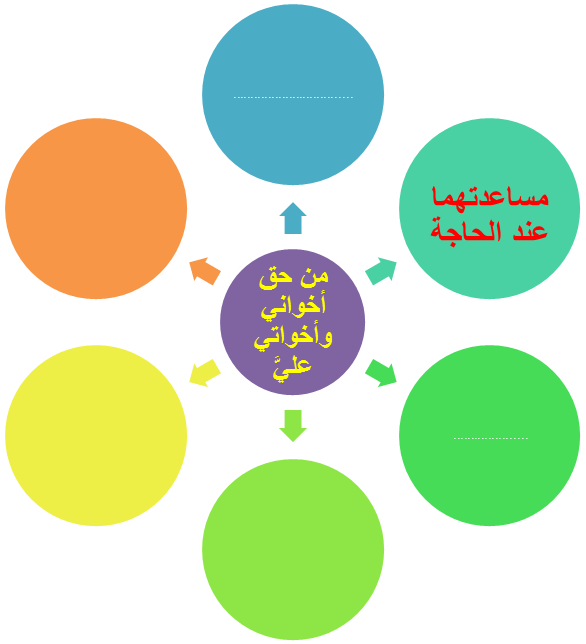 ................................
مساعدتهما
عند الحاجة
من حق
أخواني
وأخواتي
عليَّ
....................